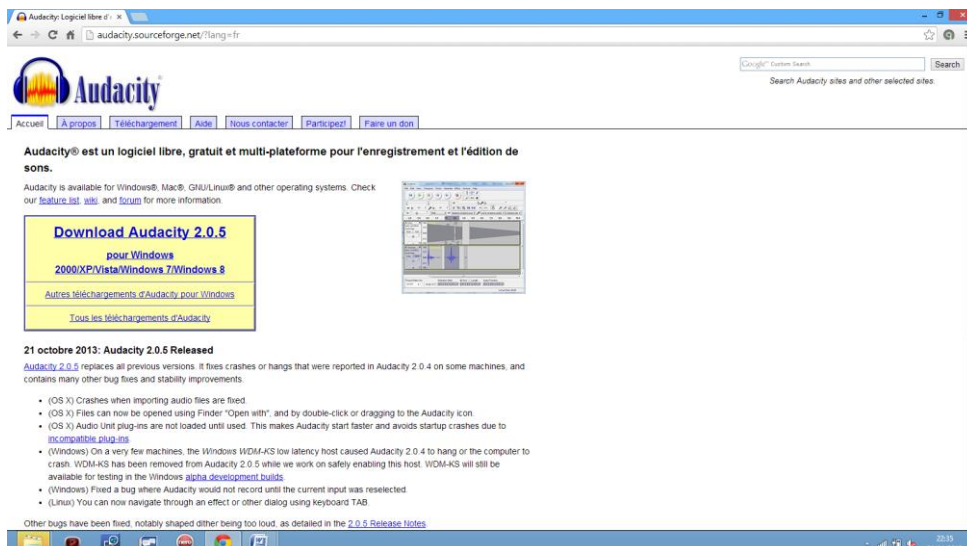 Audacity: Logiciel libre d'
audacity.sourceforge.net/?lang=fr
Google™ Custom Search
Search
Search Audacity sites and other selected sites.
Audacity®
Accueil
À propos
Téléchargement
Aide
Nous contacter
Participez!
Faire un don
Audacity® est un logiciel libre, gratuit et multi-plateforme pour l'enregistrement et l'édition de
sons.
Audacity is available for Windows®, Mac®, GNU/Linux® and other operating systems. Check
our feature list, wiki, and forum for more information.
Download Audacity 2.0.5
pour Windows
2000/XP/Vista/Windows 7/Windows 8
Autres téléchargements d'Audacity pour Windows
Tous les téléchargements d'Audacity
21 octobre 2013: Audacity 2.0.5 Released
Audacity 2.0.5 replaces all previous versions. It fixes crashes or hangs that were reported in Audacity 2.0.4 on some machines, and
contains many other bug fixes and stability improvements.
• (OS X) Crashes when importing audio files are fixed.
• (OS X) Files can now be opened using Finder "Open with", and by double-click or dragging to the Audacity icon.
• (OS X) Audio Unit plug-ins are not loaded until used. This makes Audacity start faster and avoids startup crashes due to
incompatible plug-ins.
• (Windows) On a very few machines, the Windows WDM-KS low latency host caused Audacity 2.0.4 to hang or the computer to
crash. WDM-KS has been removed from Audacity 2.0.5 while we work on safely enabling this host. WDM-KS will still be
available for testing in the Windows alpha development builds.
• (Windows) Fixed a bug where Audacity would not record until the current input was reselected.
• (Linux) You can now navigate through an effect or other dialog using keyboard TAB.
Other bugs have been fixed, notably shaped dither being too loud, as detailed in the 2.0.5 Release Notes.
22:35